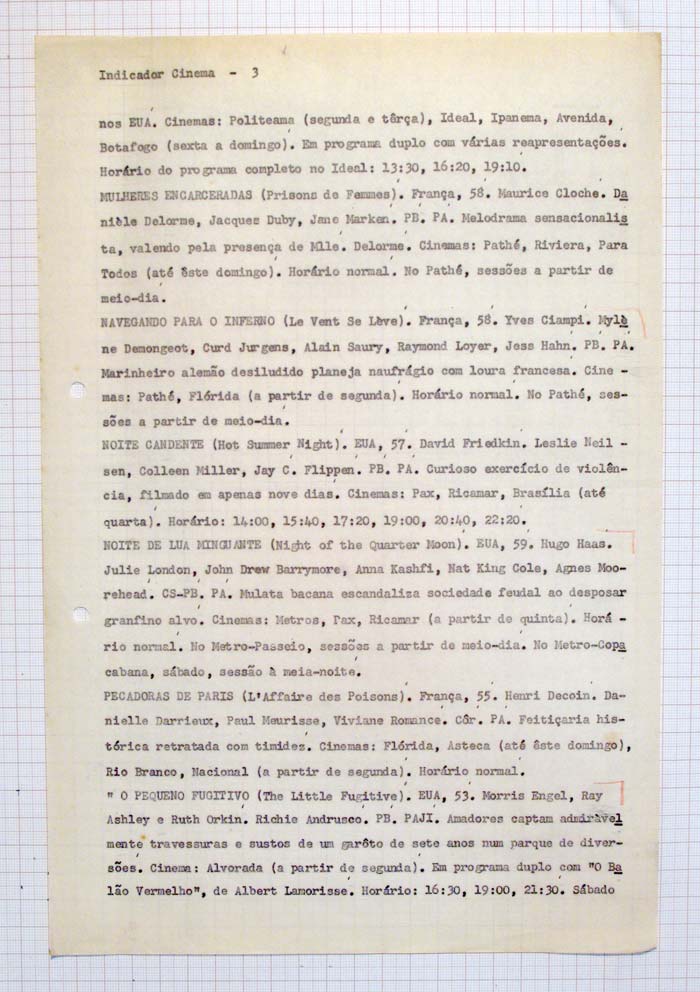 Indicador Cinema - 3
nos EUA. Cinemas: Politeama (segunda e têrça), Ideal, Ipanema, Avenida,
Botafogo (sexta a domingo). Em programa duplo com várias reapresentações.
Horário do programa completo no Ideal: 13:30, 16:20, 19:10.
MULHERES ENCARCERADAS (Prisons de Femmes). França, 58. Maurice Cloche. Da
nièle Delorme, Jacques Duby, Jane Marken. PB. PA. Melodrama sensacionalis
ta, valendo pela presença de Mlle. Delorme. Cinemas: Pathé, Riviera, Para
Todos (até êste domingo). Horário normal. No Pathé, sessões a partir de
meio-dia.
NAVEGANDO PARA O INFERNO (Le Vent Se Lève). França, 58. Yves Ciampi. Mylè
ne Demongeot, Curd Jurgens, Alain Saury, Raymond Loyer, Jess Hahn. PB. PA.
Marinheiro alemão desiludido planeja naufrágio com loura francesa. Cine -
mas: Pathé, Flórida (a partir de segunda). Horário normal. No Pathé, ses-
sões a partir de meio-dia.
NOITE CANDENTE (Hot Summer Night). EUA, 57. David Friedkin. Leslie Neil -
sen, Colleen Miller, Jay C. Flippen. PB. PA. Curioso exercício de violên-
cia, filmado em apenas nove dias. Cinemas: Pax, Ricamar, Brasília (até
quarta). Horário: 14:00, 15:40, 17:20, 19:00, 20:40, 22:20.
NOITE DE LUA MINGUANTE (Night of the Quarter Moon). EUA, 59. Hugo Haas.
Julie London, John Drew Barrymore, Anna Kashfi, Nat King Cole, Agnes Moo-
rehead. CS-PB. PA. Mulata bacana escandaliza sociedade feudal ao desposar
granfino alvo. Cinemas: Metros, Pax, Ricamar (a partir de quinta). Horá -
rio normal. No Metro-Passeio, sessões a partir de meio-dia. No Metro-Copa
cabana, sábado, sessão à meia-noite.
PECADORAS DE PARIS (L'Affaire des Poisons). França, 55. Henri Decoin. Da-
nielle Darrieux, Paul Meurisse, Viviane Romance. Côr. PA. Feitiçaria his-
tórica retratada com timidez. Cinemas: Flórida, Asteca (até êste domingo),
Rio Branco, Nacional (a partir de segunda). Horário normal.
" O PEQUENO FUGITIVO (The Little Fugitive). EUA, 53. Morris Engel, Ray
Ashley e Ruth Orkin. Richie Andrusco. PB. PAJI. Amadores captam admiràvel
mente travessuras e sustos de um garôto de sete anos num parque de diver-
sões. Cinema: Alvorada (a partir de segunda). Em programa duplo com "O Ba
lão Vermelho", de Albert Lamorisse. Horário: 16:30, 19:00, 21:30. Sábado